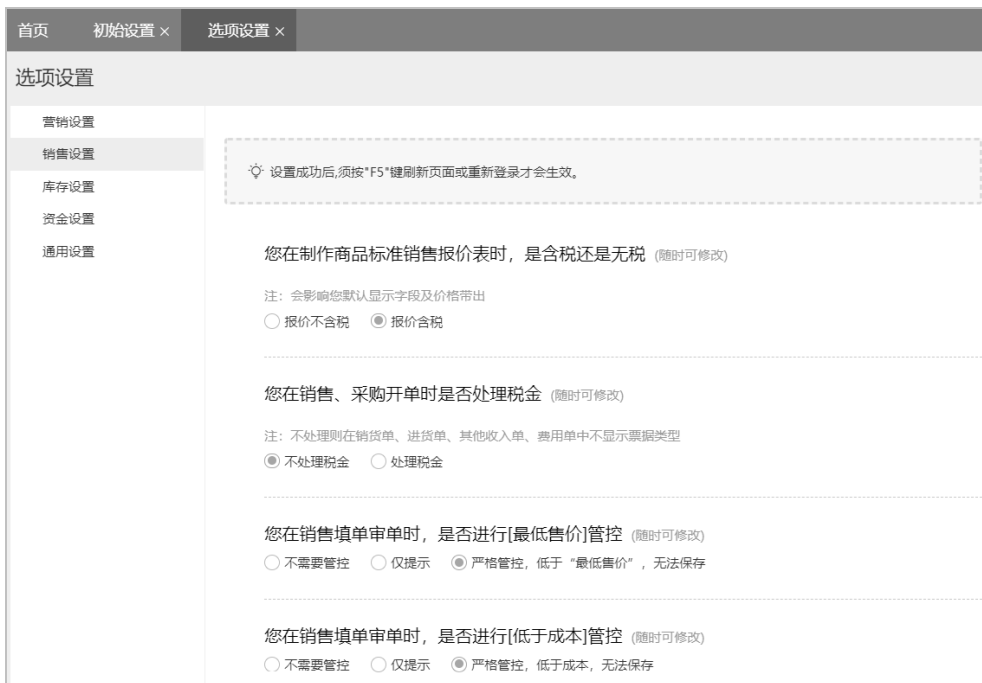 首页 初始设置 × 选项设置 ×
选项设置
营销设置
销售设置
库存设置
资金设置
通用设置
设置成功后,须按"F5"键刷新页面或重新登录才会生效。
您在制作商品标准销售报价表时，是含税还是无税 (随时可修改)
注：会影响您默认显示字段及价格带出
报价不含税 报价含税
您在销售、采购开单时是否处理税金 (随时可修改)
注：不处理则在销货单、进货单、其他收入单、费用单中不显示票据类型
不处理税金 处理税金
您在销售填单审单时，是否进行[最低售价]管控 (随时可修改)
不需要管控 仅提示 严格管控，低于“最低售价”，无法保存
您在销售填单审单时，是否进行[低于成本]管控 (随时可修改)
不需要管控 仅提示 严格管控，低于成本，无法保存